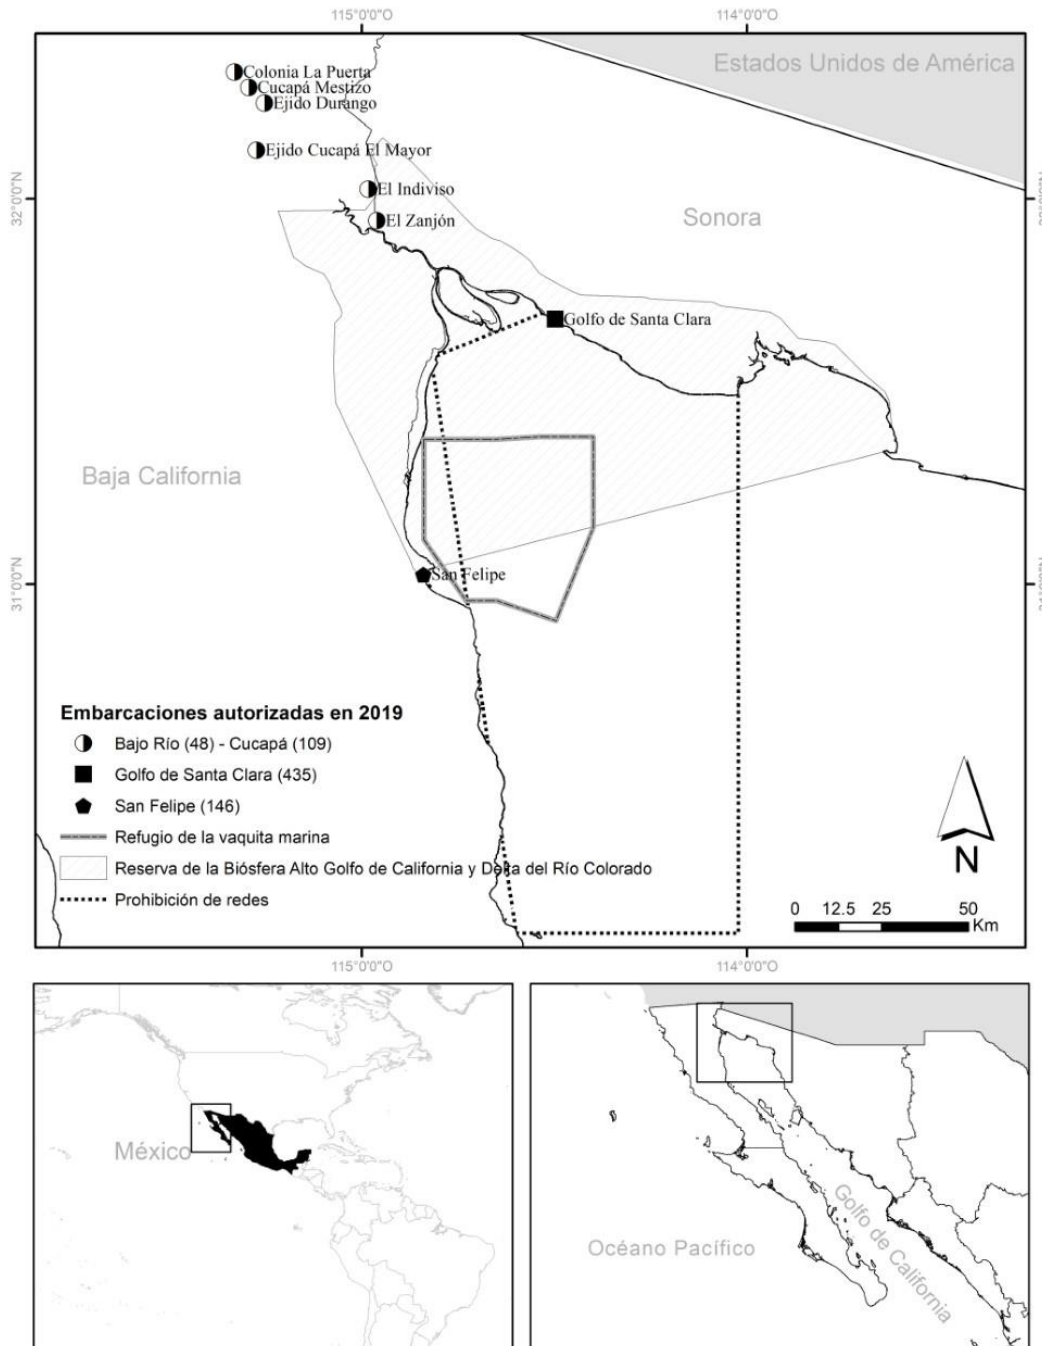 115°0'0"O
114°0'0"O
Estados Unidos de América
Colonia La Puerta
Cucapá Mestizo
Ejido Durango
Ejido Cucapá El Mayor
El Indiviso
32°0'0"N
El Zanjón
Sonora
Golfo de Santa Clara
Baja California
San Felipe
31°0'0"N
Embarcaciones autorizadas en 2019
Bajo Río (48) - Cucapá (109)
Golfo de Santa Clara (435)
San Felipe (146)
Refugio de la vaquita marina
Reserva de la Biósfera Alto Golfo de California y Delta del Río Colorado
Prohibición de redes
N
0 12.5 25 50
Km
115°0'0"O
114°0'0"O
México
Océano Pacífico
Golfo de California